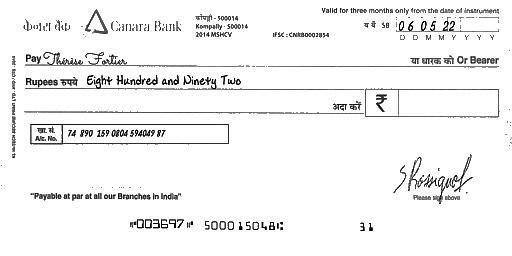 Valid for three months only from the date of instrument
केनरा बैंक Canara Bank
कोंपल्ली - 500014
Kompally - 500014
2014 MSHCV
IFSC : CNRB0002854
SB 06 05 22
D D M M Y Y Y Y
Pay Thérèse Fortier या धारक को Or Bearer
Rupees रुपये Eight Hundred and Ninety Two
अदा करें ₹
खा. सं.
A/c. No. 74 890 159 0804 594049 87
S Rossignol
Please sign above
"Payable at par at all our Branches in India"
⑈003697⑈ 500015048⑆ 31